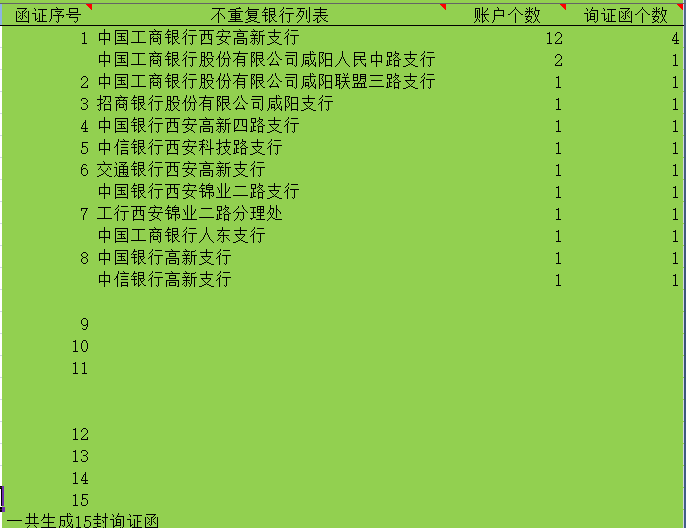 函证序号 不重复银行列表 账户个数 询证函个数
1 中国工商银行西安高新支行 12 4
中国工商银行股份有限公司咸阳人民中路支行 2 1
2 中国工商银行股份有限公司咸阳联盟三路支行 1 1
3 招商银行股份有限公司咸阳支行 1 1
4 中国银行西安高新四路支行 1 1
5 中信银行西安科技路支行 1 1
6 交通银行西安高新支行 1 1
中国银行西安锦业二路支行 1 1
7 工行西安锦业二路分理处 1 1
中国工商银行人东支行 1 1
8 中国银行高新支行 1 1
中信银行高新支行 1 1
9
10
11
12
13
14
15
一共生成15封询证函